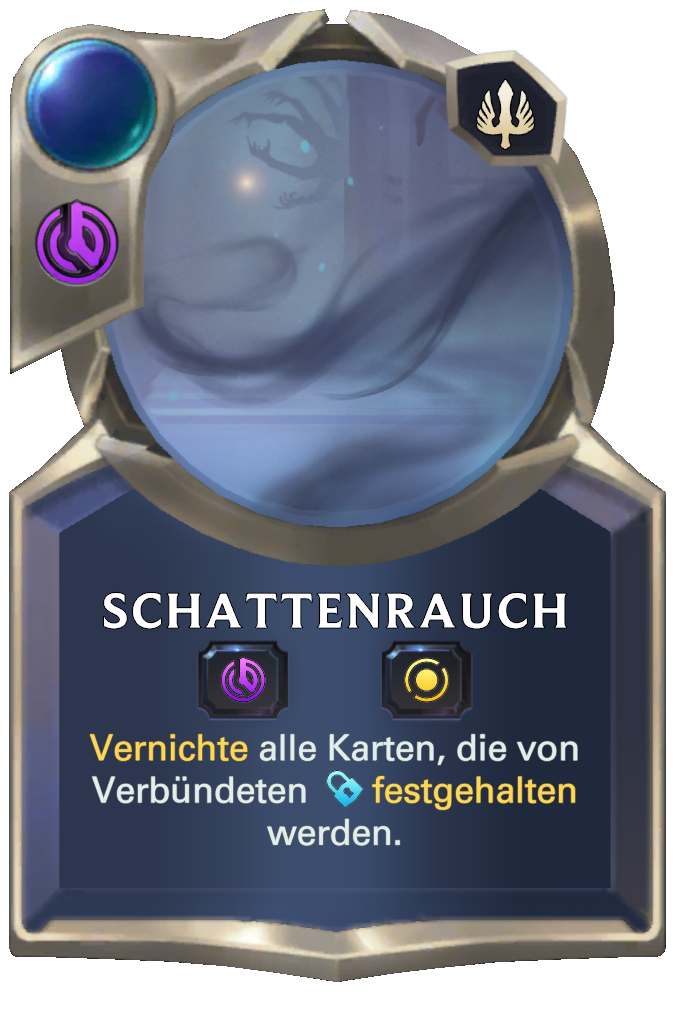 SCHATTENRAUCH
Vernichte alle Karten, die von
Verbündeten festgehalten
werden.